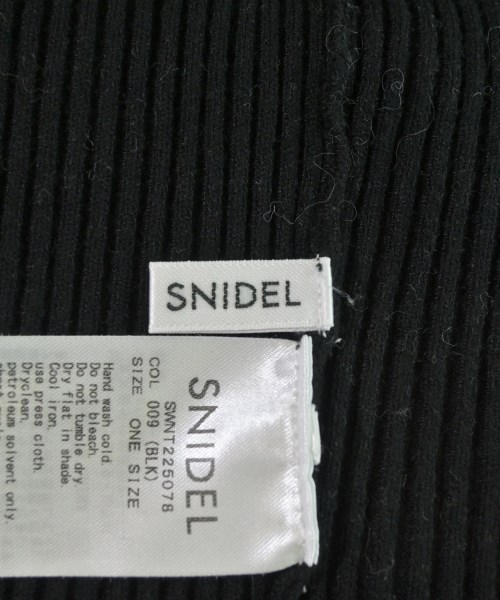 SNIDEL
SNIDEL
SWNT225078
COL 009 (BLK)
SIZE ONE SIZE
Hand wash cold.
Do not bleach.
Do not tumble dry
Dry flat in shade.
Cool iron.
use press cloth.
Dryclean.
petroleum solvent only.